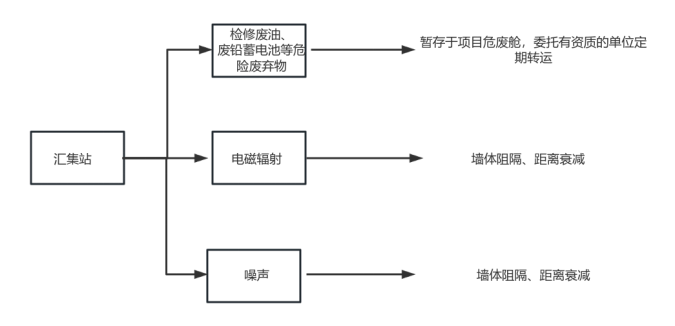 检修废油、
废铅蓄电池等危
险废弃物
暂存于项目危废舱，委托有资质的单位定
期转运
汇集站
电磁辐射
墙体阻隔、距离衰减
噪声
墙体阻隔、距离衰减